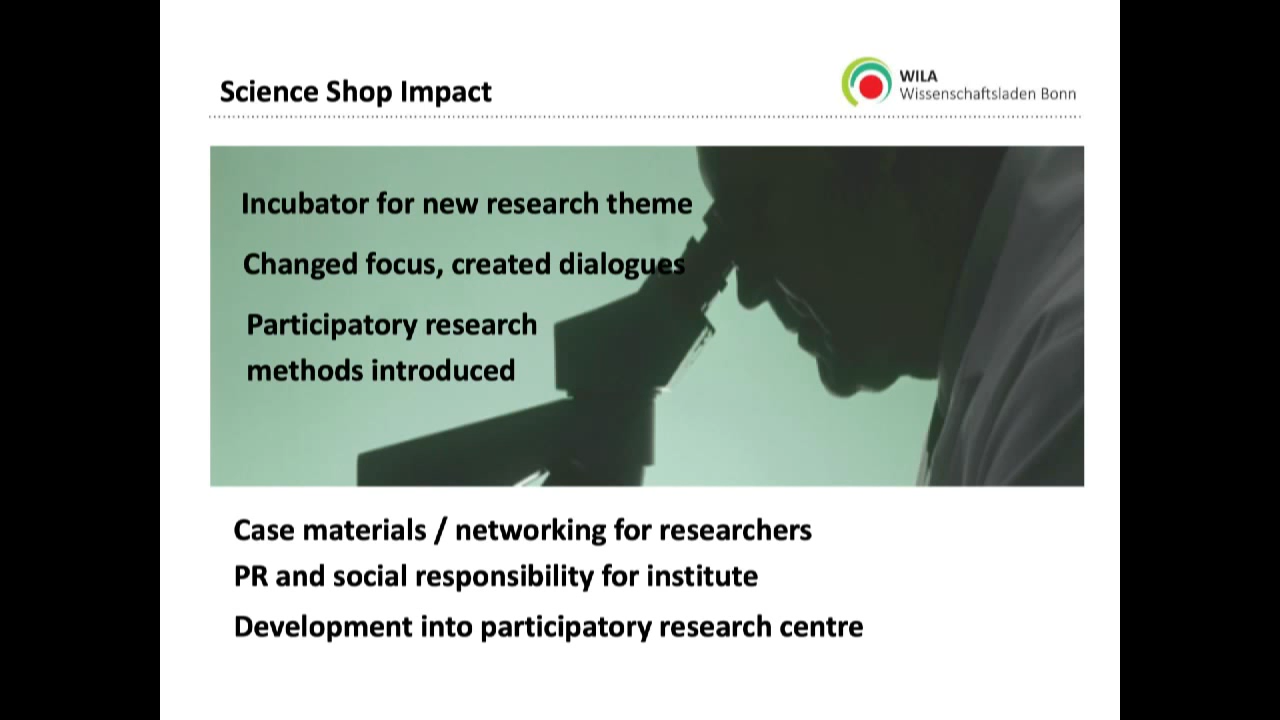 Science Shop Impact
WILA
Wissenschaftsladen Bonn
Incubator for new research theme
Changed focus, created dialogues
Participatory research
methods introduced
Case materials / networking for researchers
PR and social responsibility for institute
Development into participatory research centre